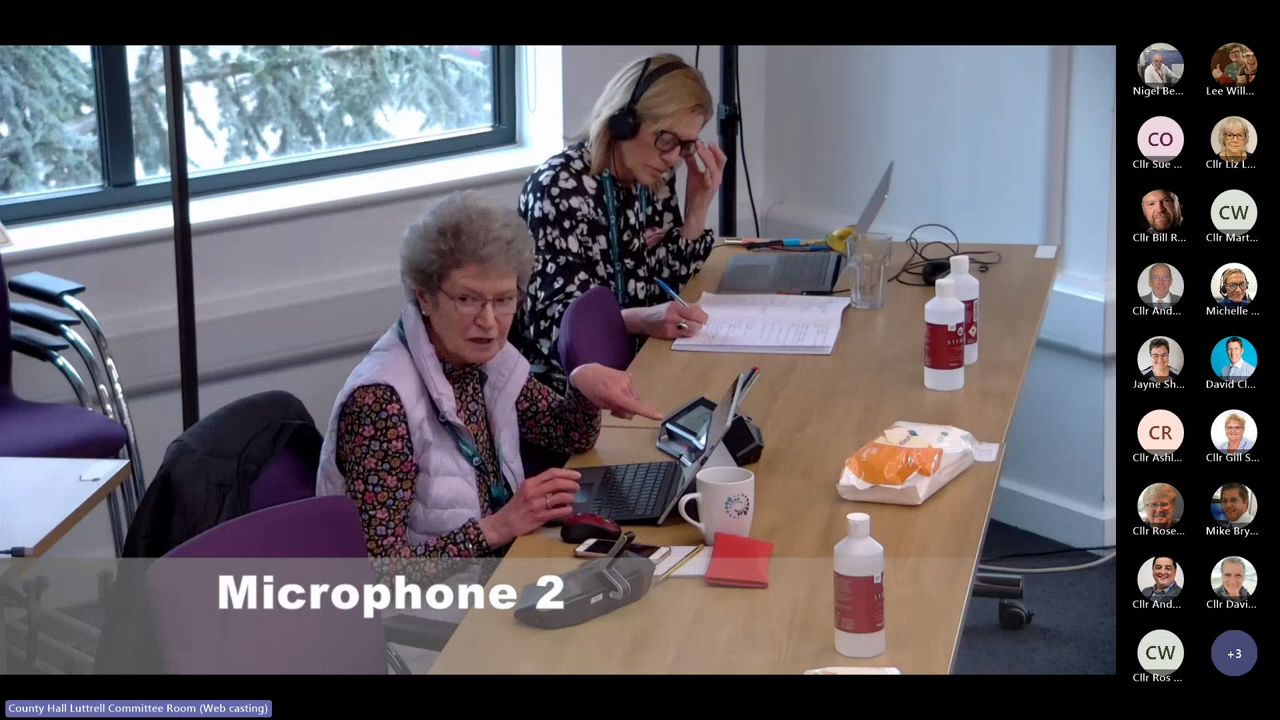 Microphone 2
County Hall Luttrell Committee Room (Web casting)
Nigel Be...
Lee Will...
CO
Cllr Sue ...
Cllr Liz L...
Cllr Bill R...
CW
Cllr Mart...
Cllr And...
Michelle ...
Jayne Sh...
David Cl...
CR
Cllr Ashl...
Cllr Gill S...
Cllr Rose...
Mike Bry...
Cllr And...
Cllr Davi...
CW
Cllr Ros ...
+3